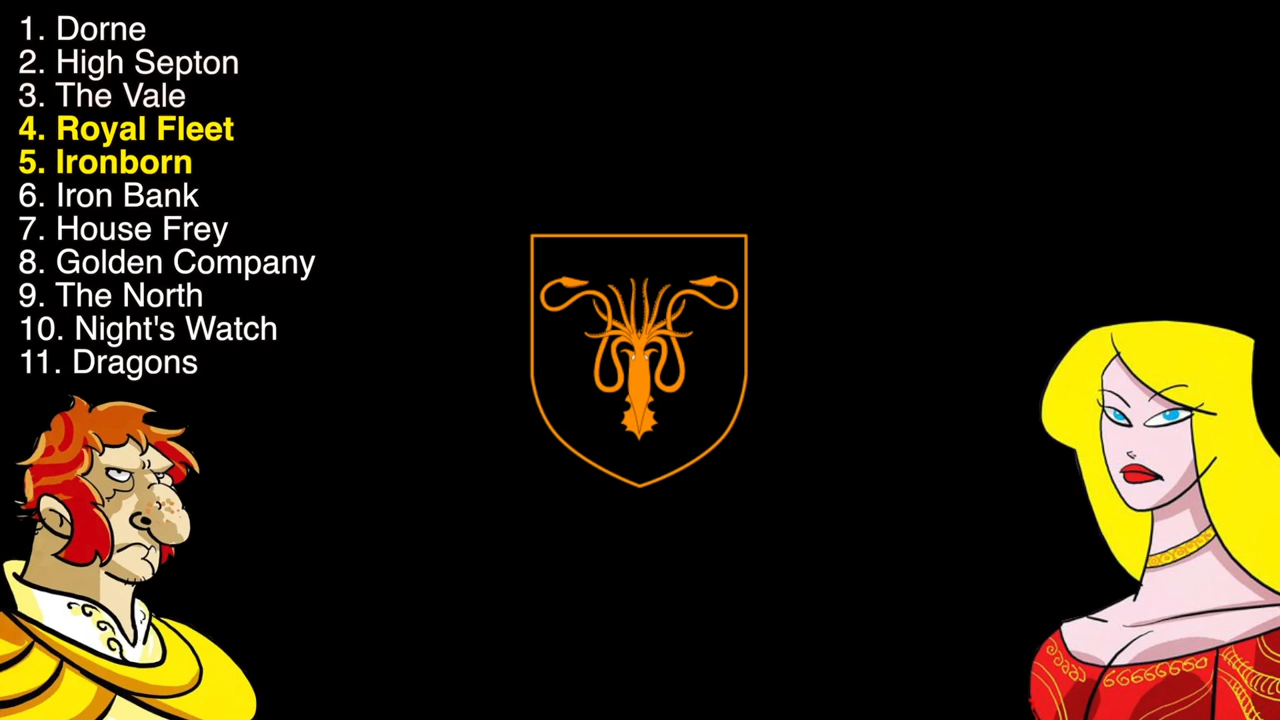 1. Dorne
2. High Septon
3. The Vale
4. Royal Fleet
5. Ironborn
6. Iron Bank
7. House Frey
8. Golden Company
9. The North
10. Night's Watch
11. Dragons